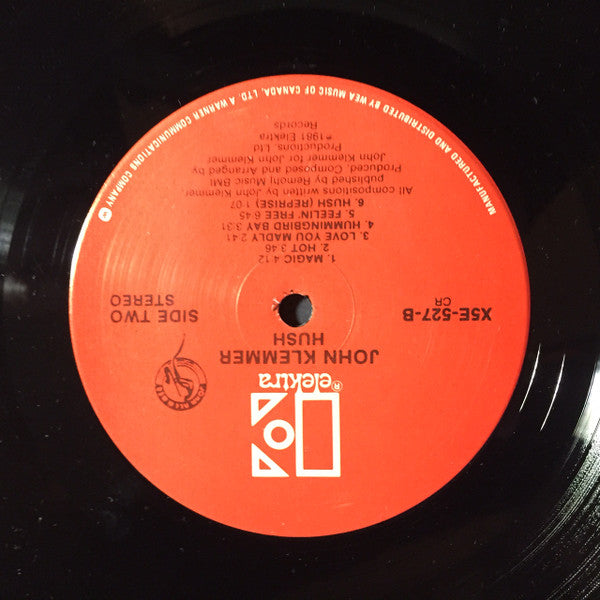 elektra®
JOHN KLEMMER
HUSH
X5E-527-B
CR
SIDE TWO
STEREO
1. MAGIC 4:12
2. HOT 3:46
3. LOVE YOU MADLY 2:41
4. HUMMINGBIRD BAY 3:31
5. FEELIN' FREE 6:45
6. HUSH (REPRISE) 1:07
All compositions written by John Klemmer,
published by Remohj Music BMI
Produced, Composed and Arranged by
John Klemmer for John Klemmer
Productions, Ltd.
℗1981 Elektra
Records
MANUFACTURED AND DISTRIBUTED BY WEA MUSIC OF CANADA, LTD. A WARNER COMMUNICATIONS COMPANY